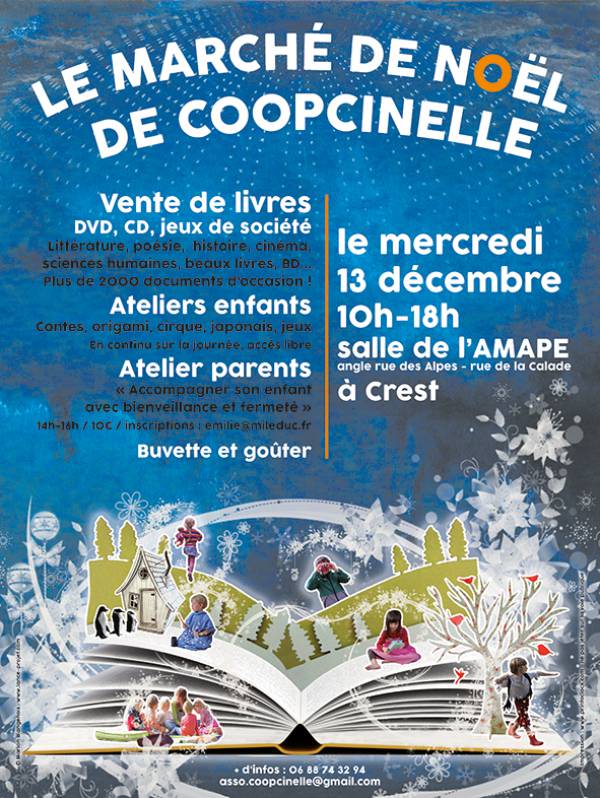 LE MARCHÉ DE NOËL
DE COOPCINELLE
Vente de livres
DVD, CD, jeux de société
Littérature, poésie, histoire, cinéma,
sciences humaines, beaux livres, BD...
Plus de 2000 documents d'occasion !
Ateliers enfants
Contes, origami, cirque, japonais, jeux
En continu sur la journée, accès libre
Atelier parents
« Accompagner son enfant
avec bienveillance et fermeté »
14h-16h / 10€ / inscriptions : emilie@mileduc.fr
Buvette et goûter
le mercredi
13 décembre
10h-18h
salle de l'AMAPE
angle rue des Alpes - rue de la Calade
à Crest
+ d'infos : 06 88 74 32 94
asso.coopcinelle@gmail.com